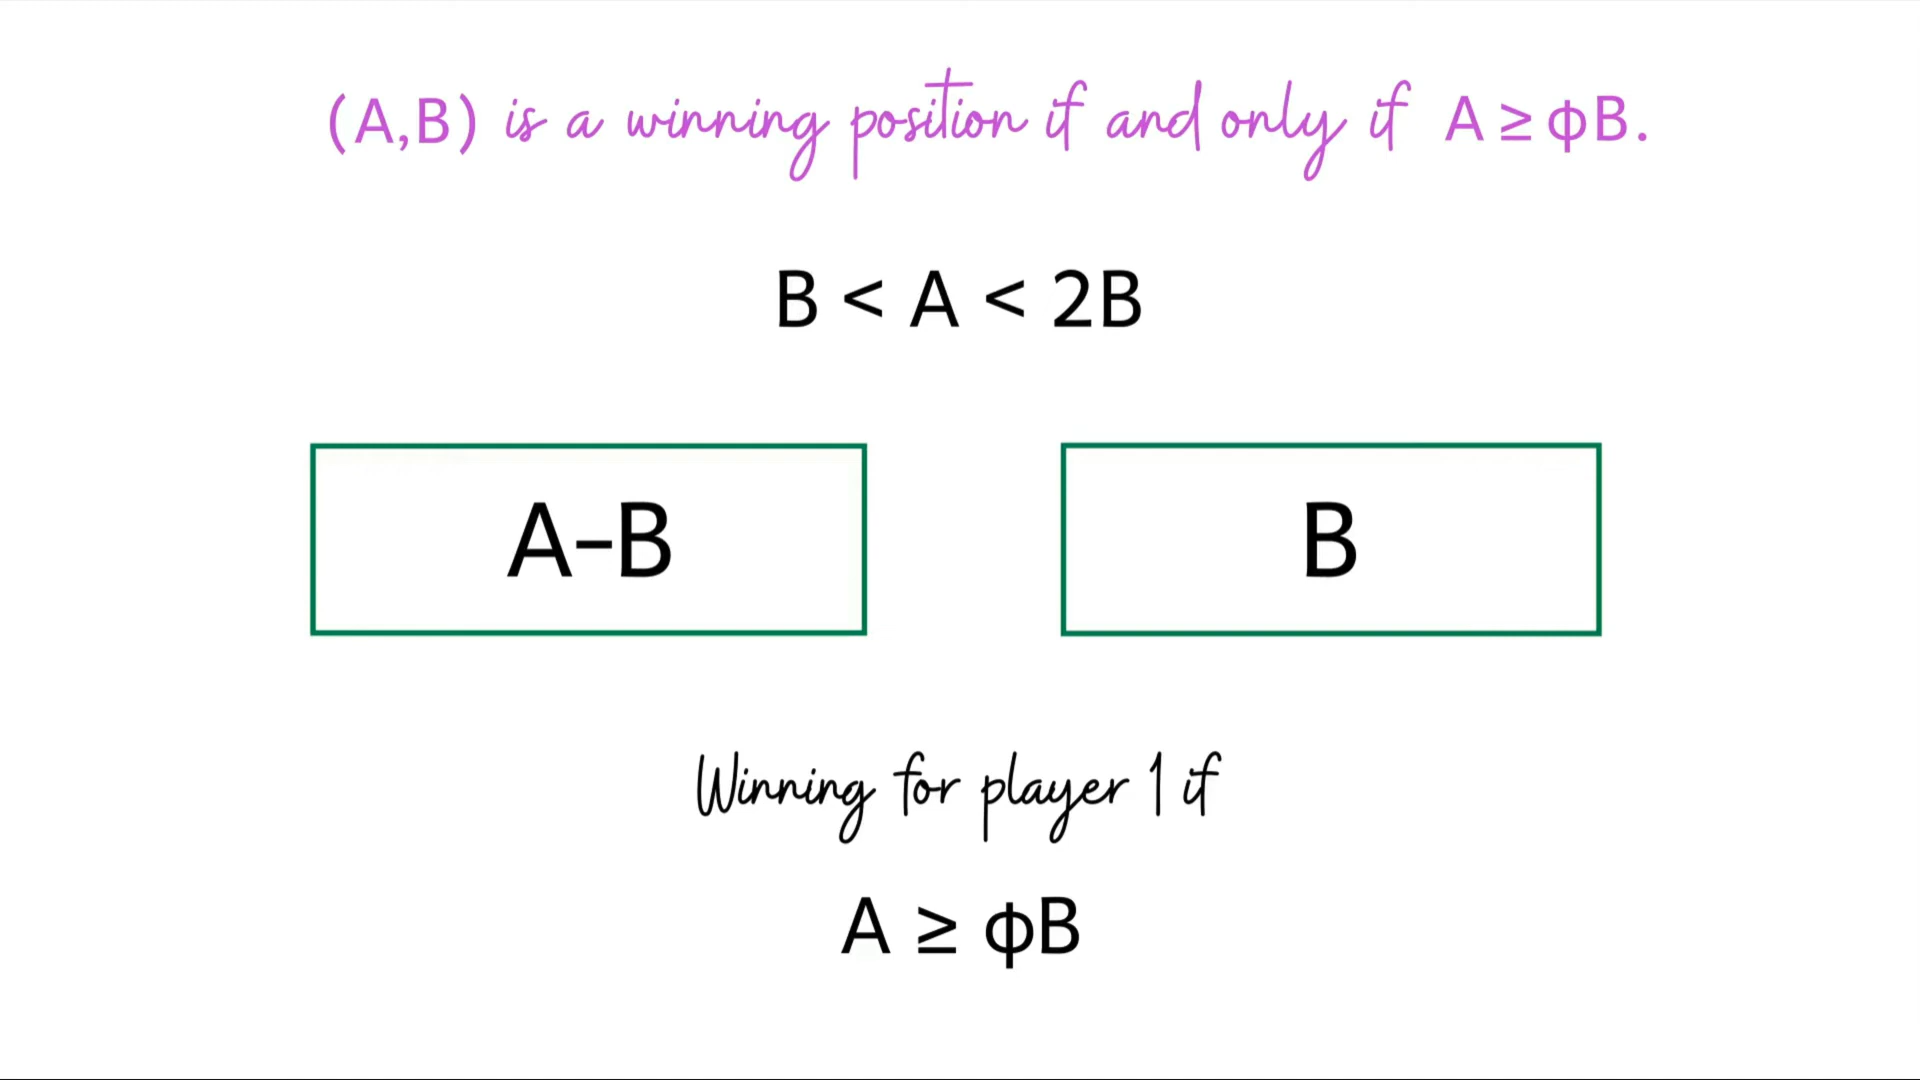 (A,B) is a winning position if and only if A ≥ ϕB.
B < A < 2B
A–B
B
Winning for player 1 if
A ≥ ϕB